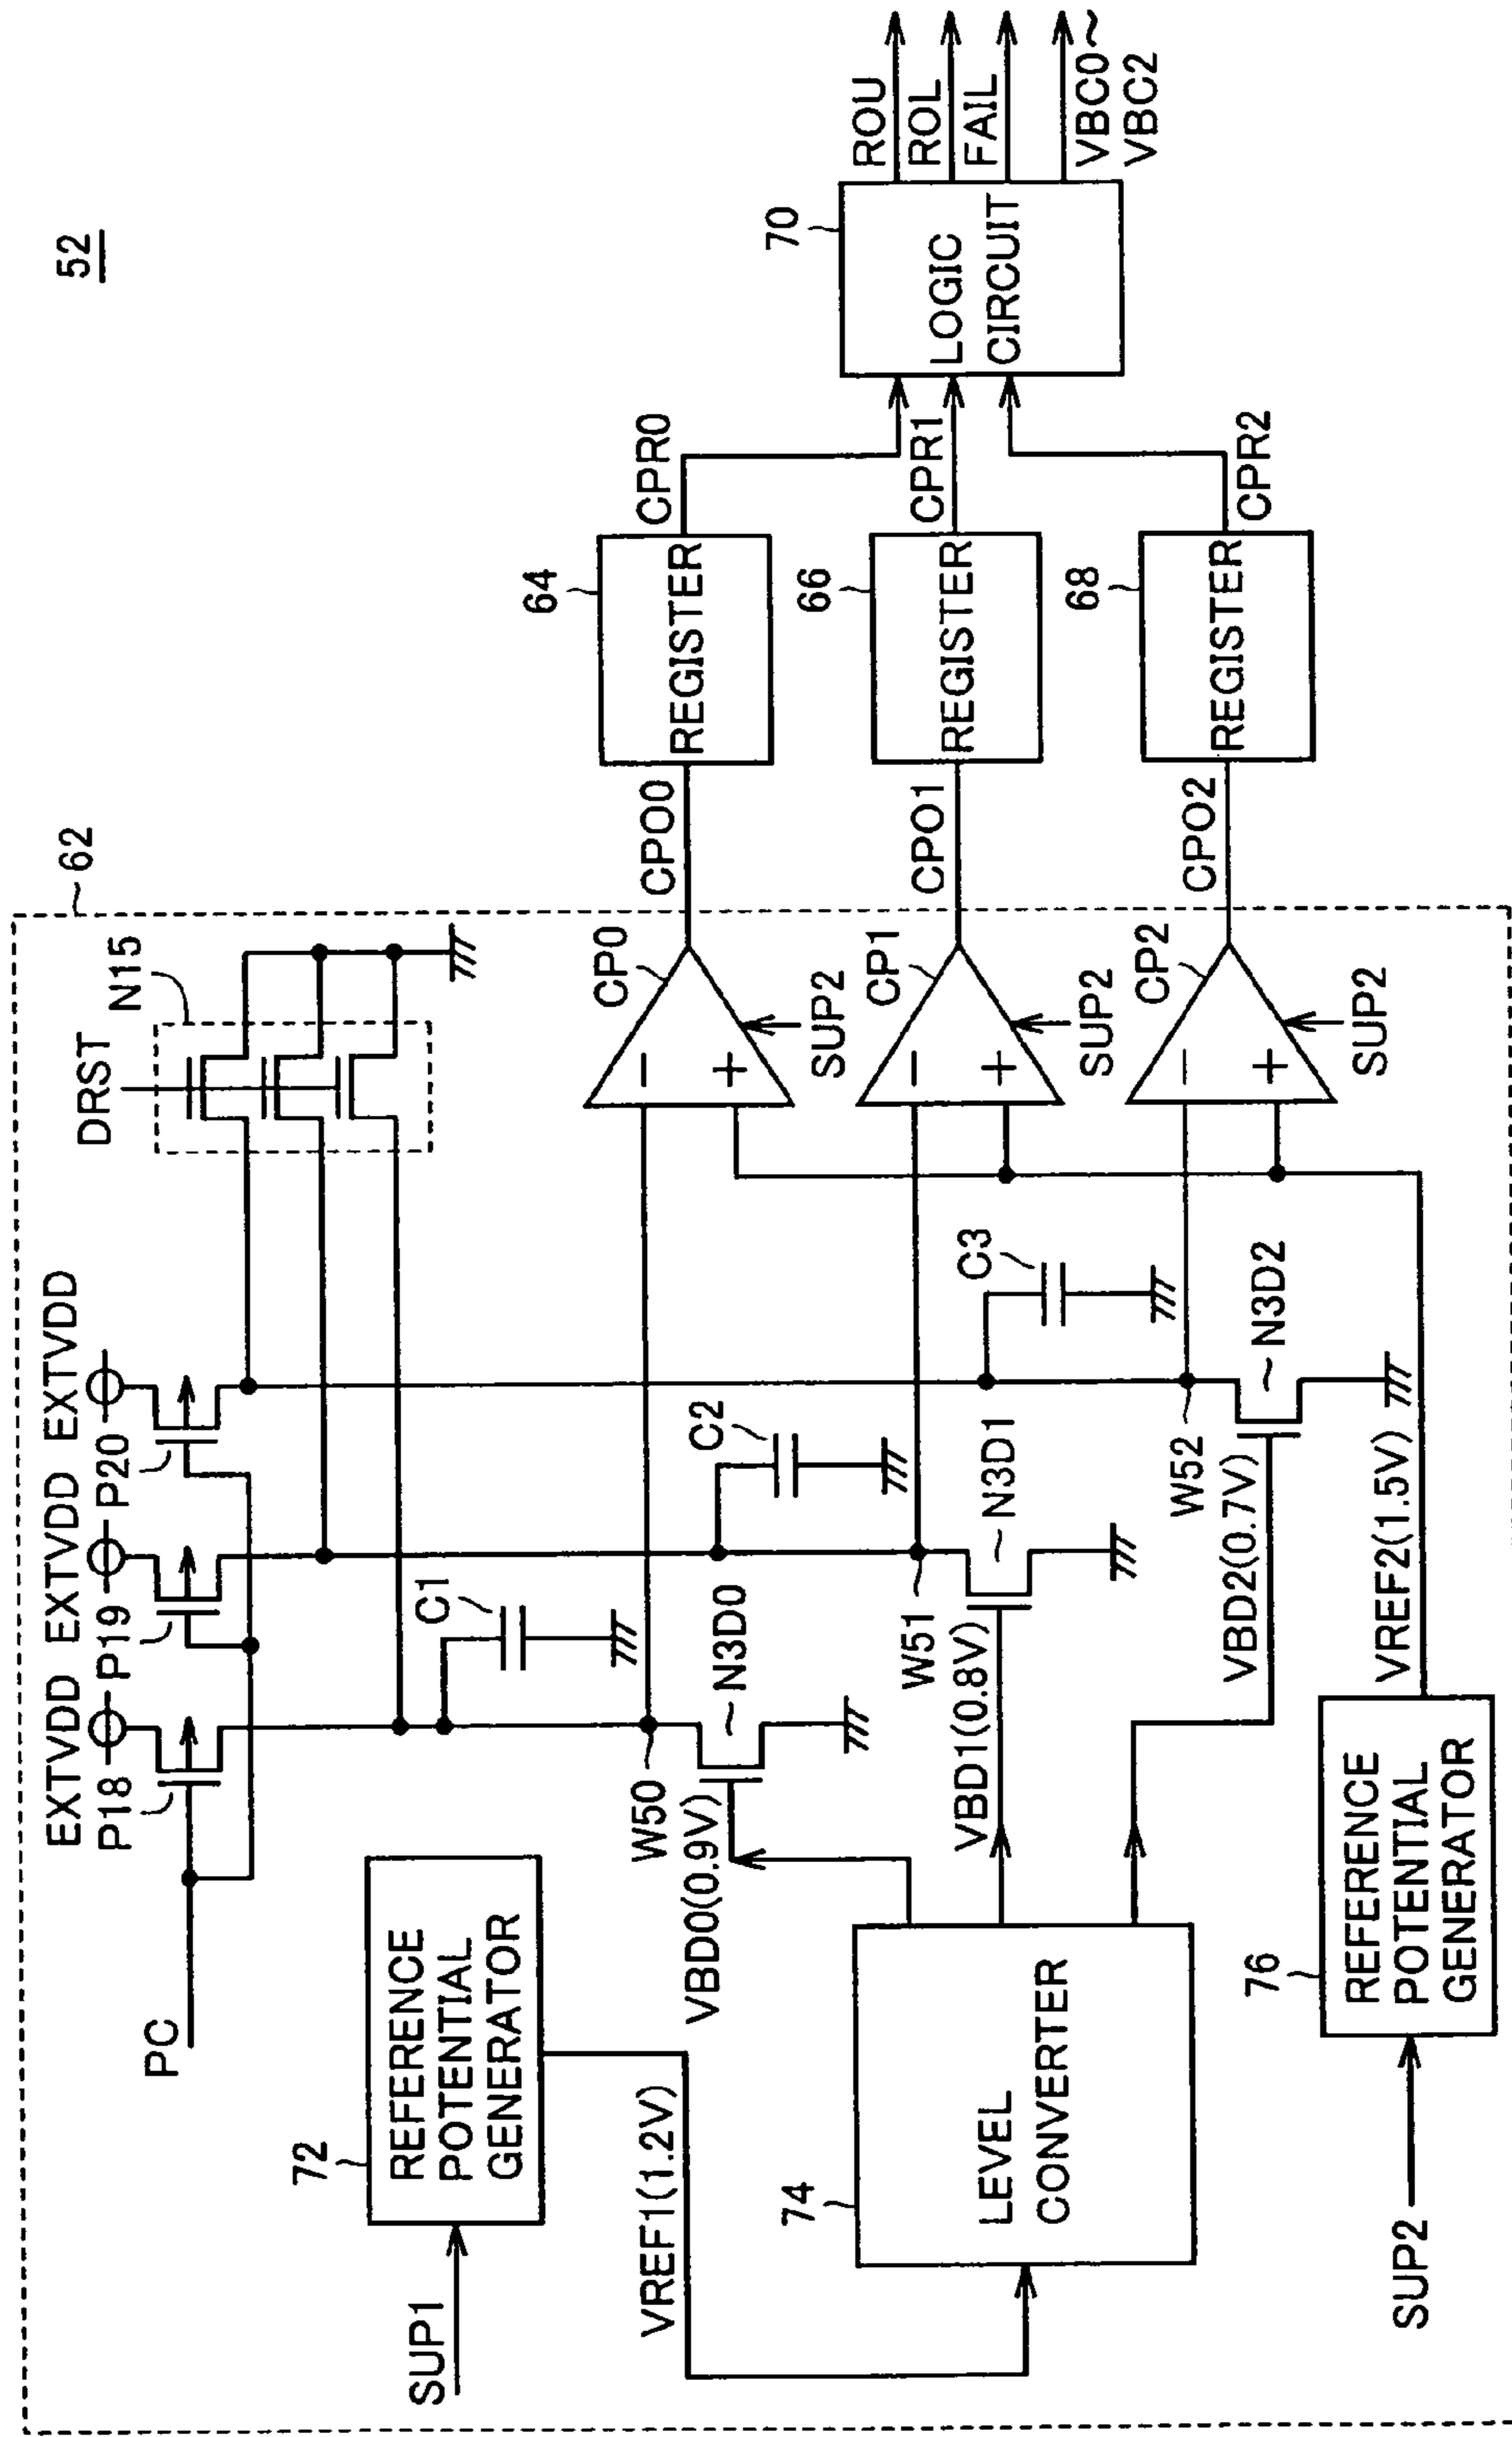 52
62
DRST
N15
EXTVDD
EXTVDD
EXTVDD
P18
P19
P20
PC
72
REFERENCE
POTENTIAL
GENERATOR
SUP1
VREF1(1.2V)
C1
C2
C3
W50
N3D0
VBD0(0.9V)
W51
N3D1
VBD1(0.8V)
W52
N3D2
VBD2(0.7V)
74
LEVEL
CONVERTER
76
REFERENCE
POTENTIAL
GENERATOR
SUP2
VREF2(1.5V)
CP0
−
+
SUP2
CP1
−
+
SUP2
CP2
−
+
SUP2
CPO0
CPO1
CPO2
64
REGISTER
66
REGISTER
68
REGISTER
CPR0
CPR1
CPR2
70
LOGIC
CIRCUIT
ROU
ROL
FAIL
VBC0~
VBC2